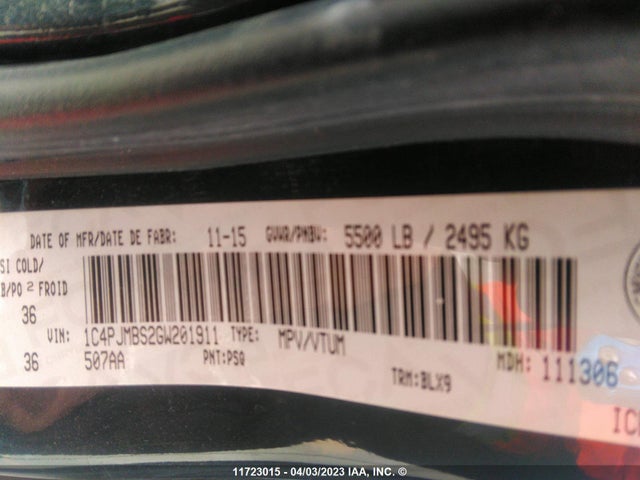 DATE OF MFR/DATE DE FABR: 11-15 GVWR/PNBV: 5500 LB / 2495 KG
SI COLD/
B/PO 2 FROID
36
VIN: 1C4PJMBS2GW201911 TYPE: MPV/VTUM
36 507AA PNT:PSQ TRM:BLX9 MDH: 111306
11723015 - 04/03/2023 IAA, INC. ©